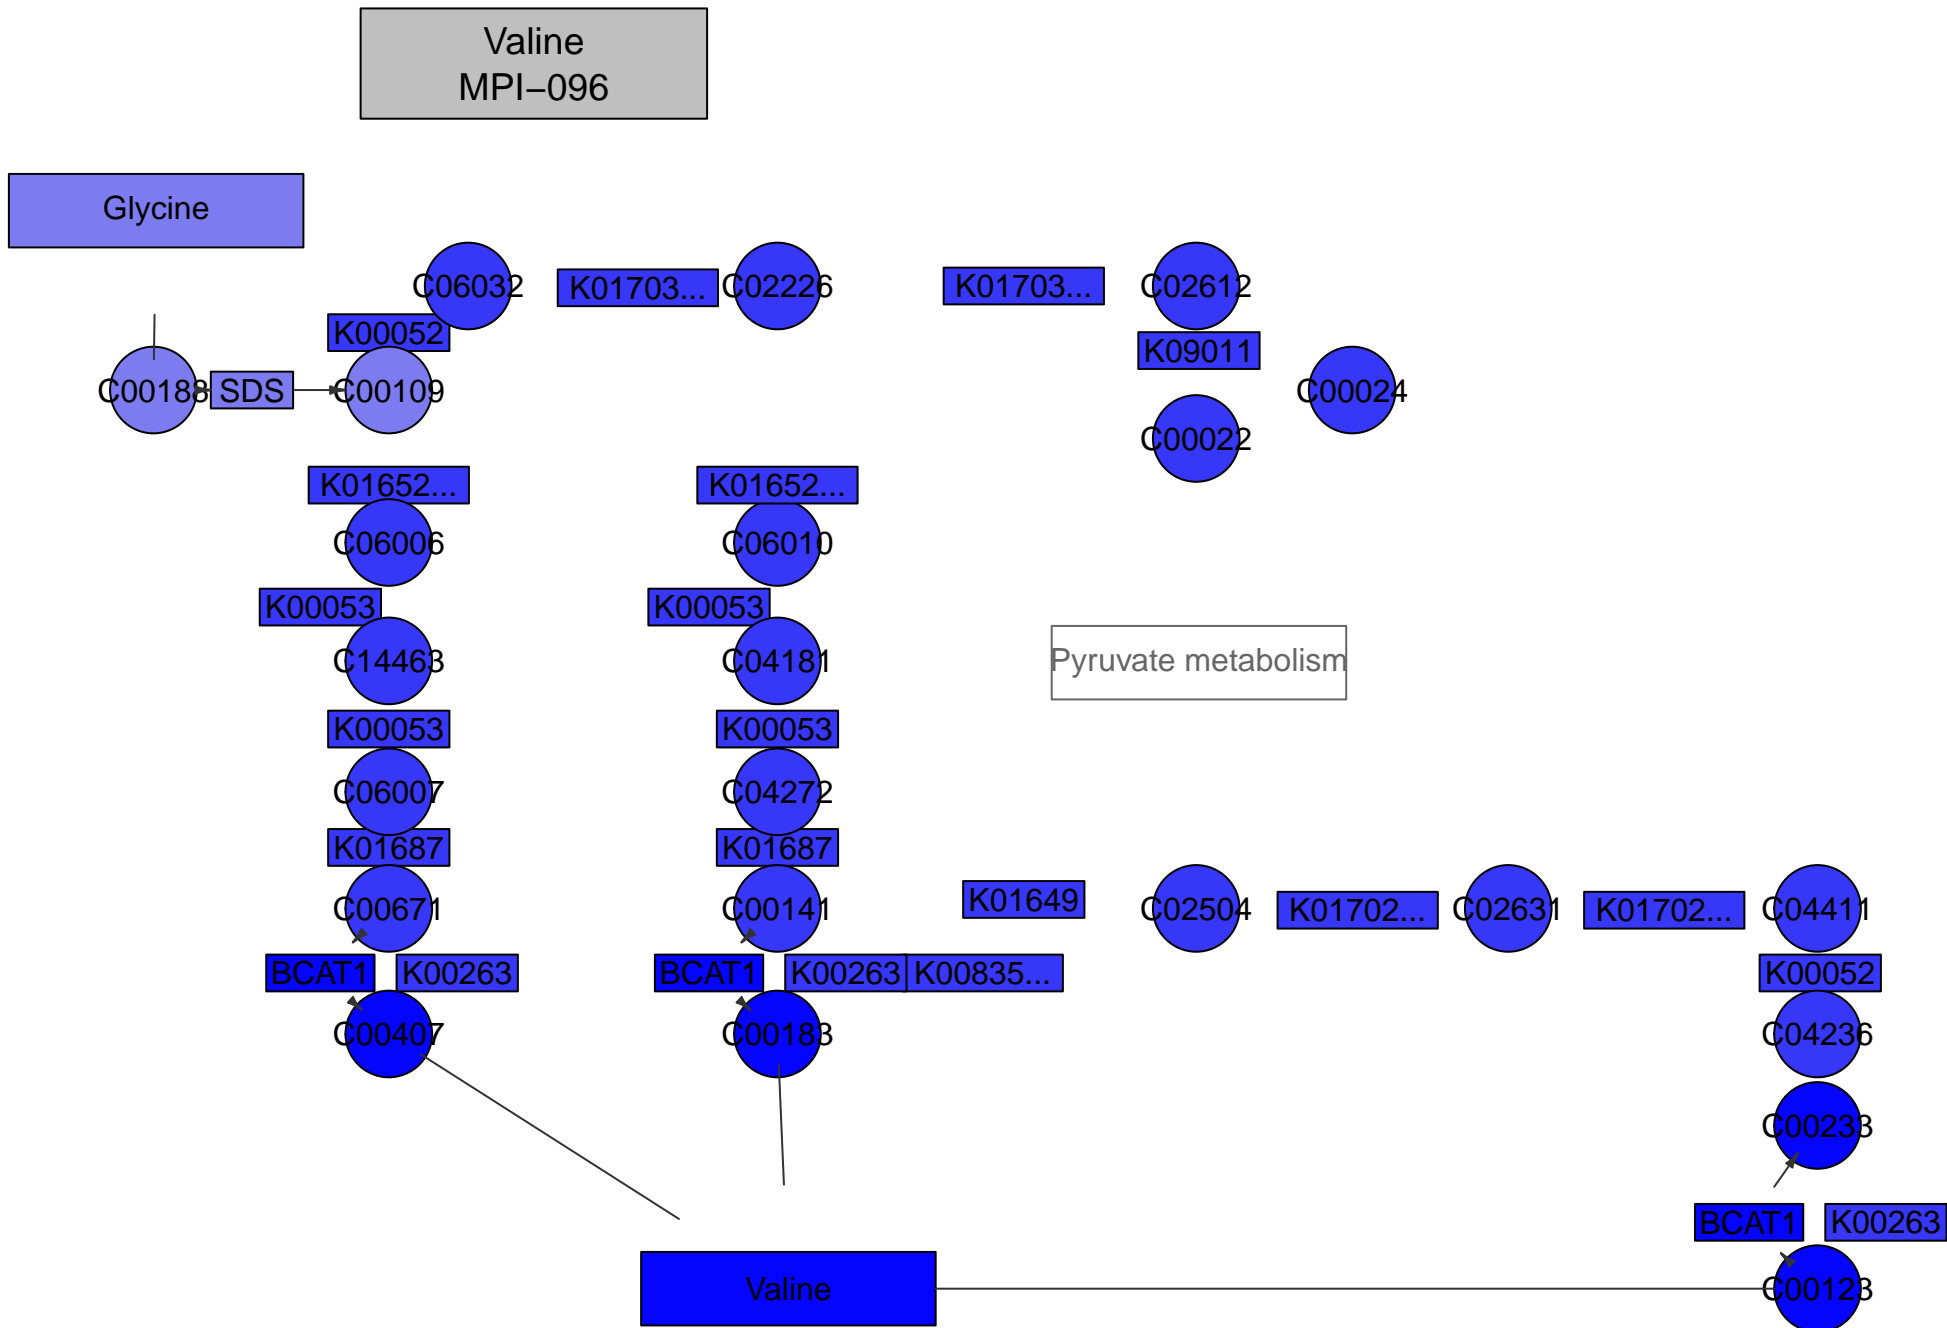 Valine
MPI−096
Glycine
C06032
K01703...
C02226
K01703...
C02612
K00052
K09011
C00188
SDS
C00109
C00024
C00022
K01652...
K01652...
C06006
C06010
K00053
K00053
C14463
C04181
Pyruvate metabolism
K00053
K00053
C06007
C04272
K01687
K01687
C00671
C00141
K01649
C02504
K01702...
C02631
K01702...
C04411
BCAT1
K00263
BCAT1
K00263
K00835...
K00052
C00407
C00183
C04236
C00233
BCAT1
K00263
Valine
C00123